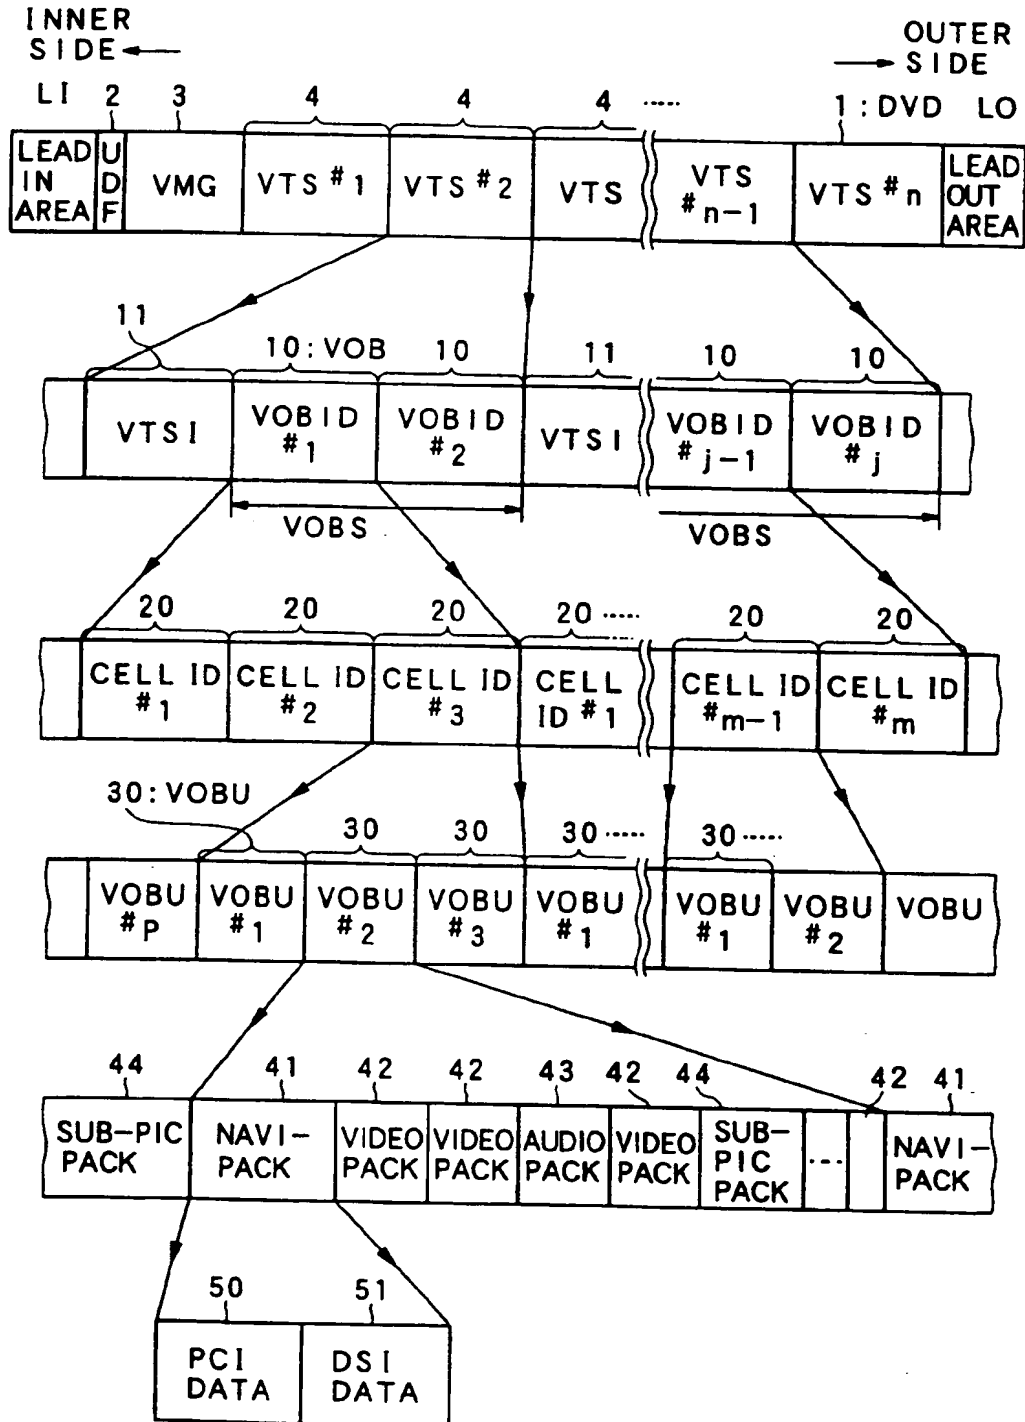 INNER
SIDE
OUTER
SIDE
LI 2 3 4 4 4 ····· 1:DVD LO
LEAD IN AREA
UDF
VMG
VTS #1
VTS #2
VTS
VTS #n-1
VTS #n
LEAD OUT AREA
11 10:VOB 10 11 10 10
VTSI
VOBID #1
VOBID #2
VTSI
VOBID #j-1
VOBID #j
VOBS VOBS
20 20 20 20 ····· 20 20
CELL ID #1
CELL ID #2
CELL ID #3
CELL ID #1
CELL ID #m-1
CELL ID #m
30:VOBU 30 30 30 ····· 30 ·····
VOBU #P
VOBU #1
VOBU #2
VOBU #3
VOBU #1
VOBU #1
VOBU #2
VOBU
44 41 42 42 43 42 44 42 41
SUB-PIC PACK
NAVI-PACK
VIDEO PACK
VIDEO PACK
AUDIO PACK
VIDEO PACK
SUB-PIC PACK
····
NAVI-PACK
50 51
PCI DATA
DSI DATA